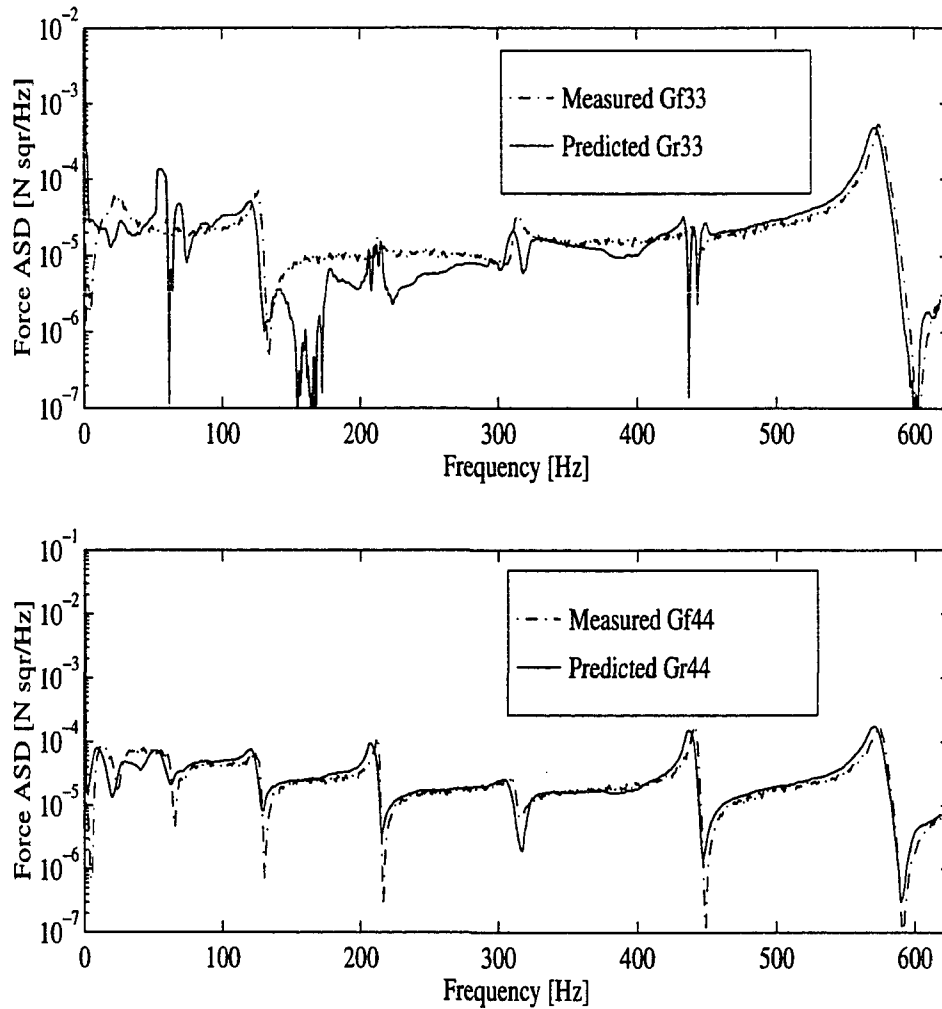 10^-2
10^-3
10^-4
10^-5
10^-6
10^-7
Force ASD [N sqr/Hz]
Measured Gf33
Predicted Gr33
0 100 200 300 400 500 600
Frequency [Hz]
10^-1
10^-2
10^-3
10^-4
10^-5
10^-6
10^-7
Force ASD [N sqr/Hz]
Measured Gf44
Predicted Gr44
0 100 200 300 400 500 600
Frequency [Hz]